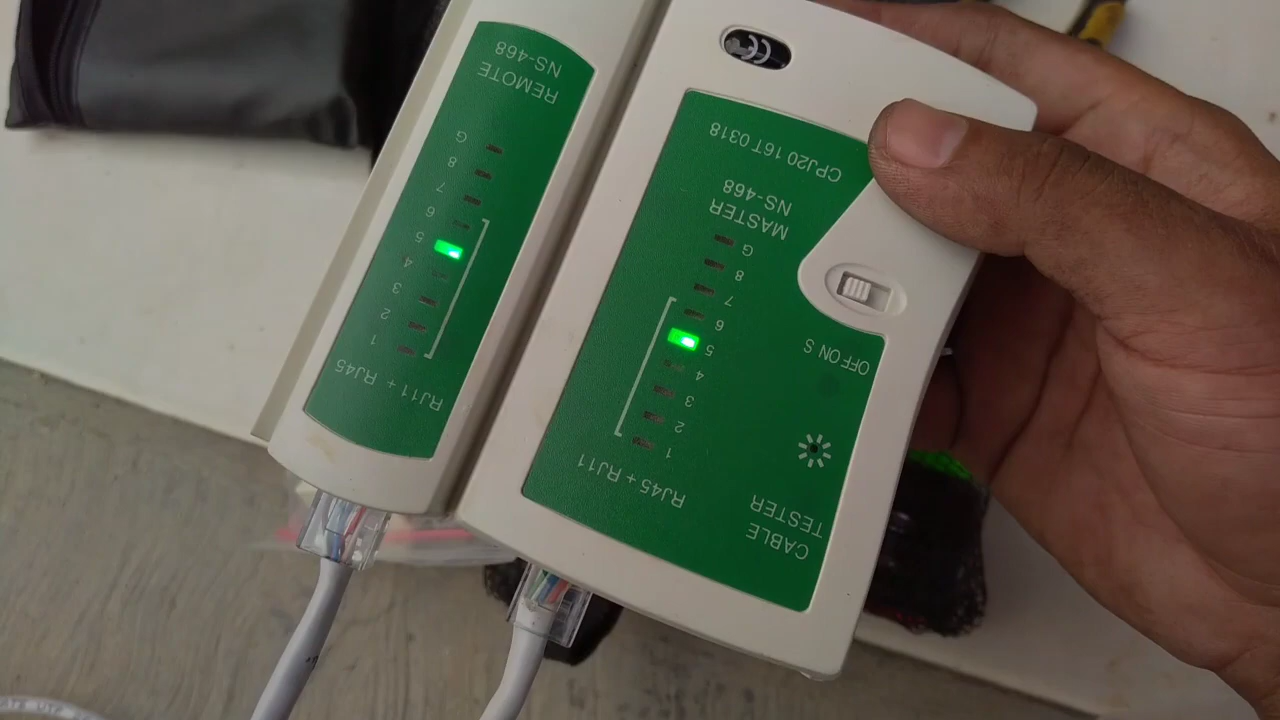 REMOTE
NS-468
G
8
7
6
5
4
3
2
1
RJ11 + RJ45
CE
CPJ20 16T 0318
MASTER
NS-468
G
8
7
6
5
4
3
2
1
RJ45 + RJ11
OFF ON S
CABLE
TESTER